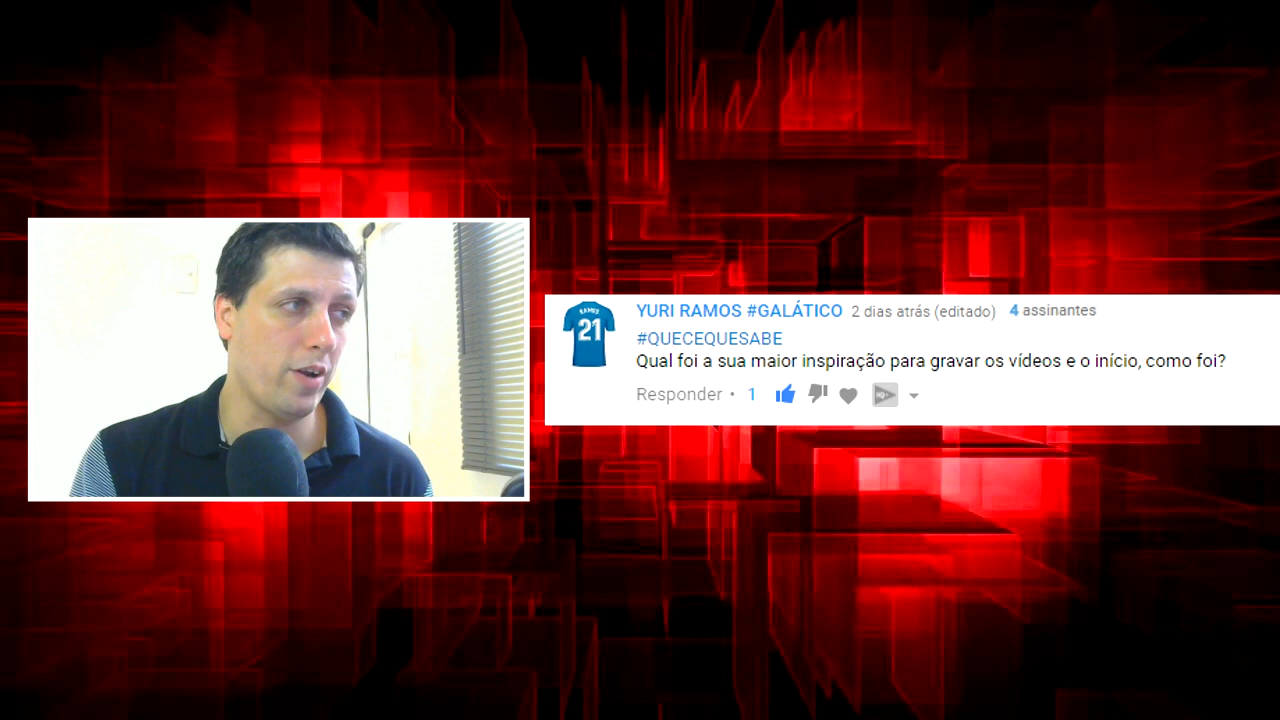 YURI RAMOS #GALÁTICO 2 dias atrás (editado) 4 assinantes
#QUECEQUESABE
Qual foi a sua maior inspiração para gravar os vídeos e o início, como foi?
Responder • 1
RAMOS
21